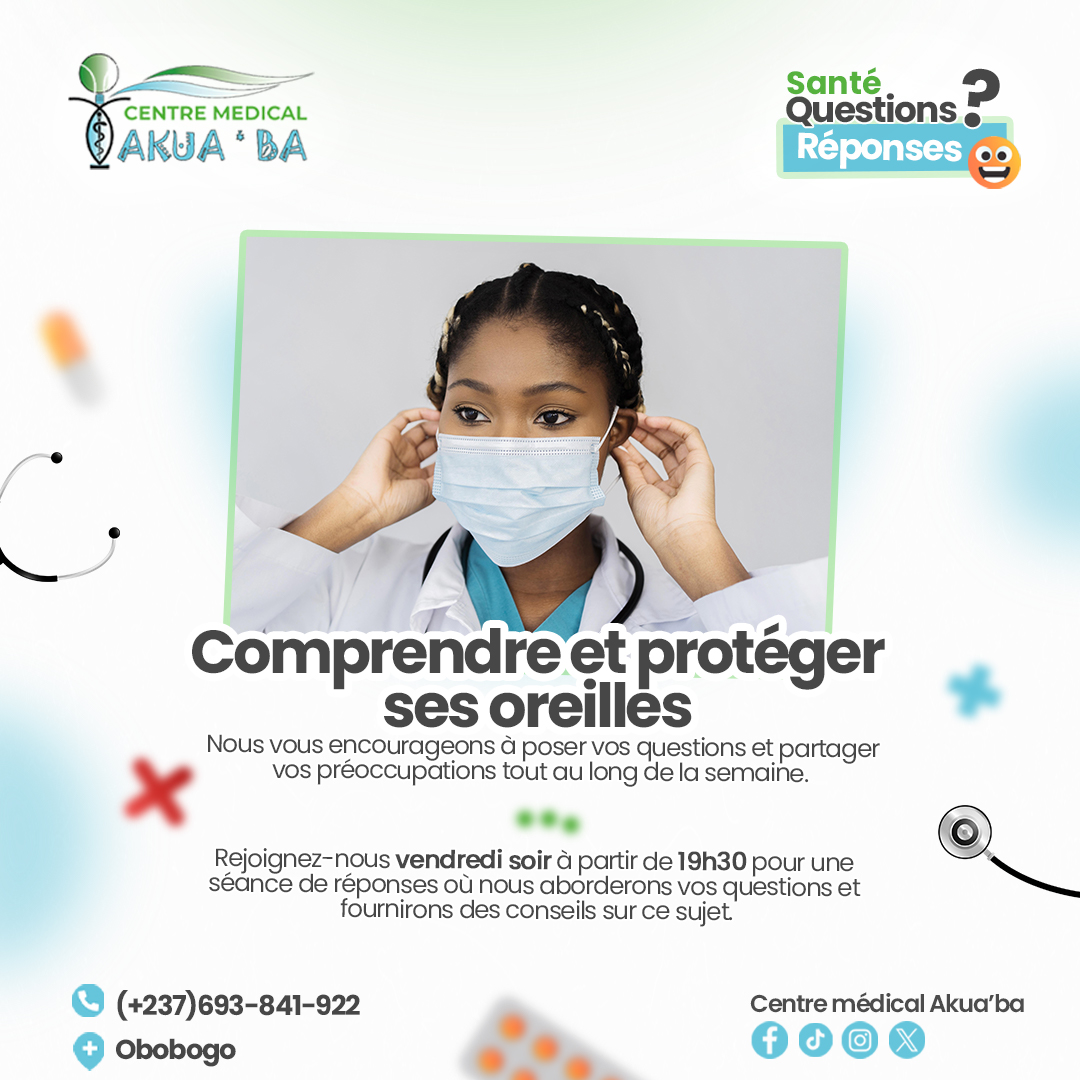 CENTRE MEDICAL
AKUA'BA
Santé
Questions ?
Réponses
Comprendre et protéger
ses oreilles
Nous vous encourageons à poser vos questions et partager
vos préoccupations tout au long de la semaine.
Rejoignez-nous vendredi soir à partir de 19h30 pour une
séance de réponses où nous aborderons vos questions et
fournirons des conseils sur ce sujet.
(+237)693-841-922
Obobogo
Centre médical Akua'ba